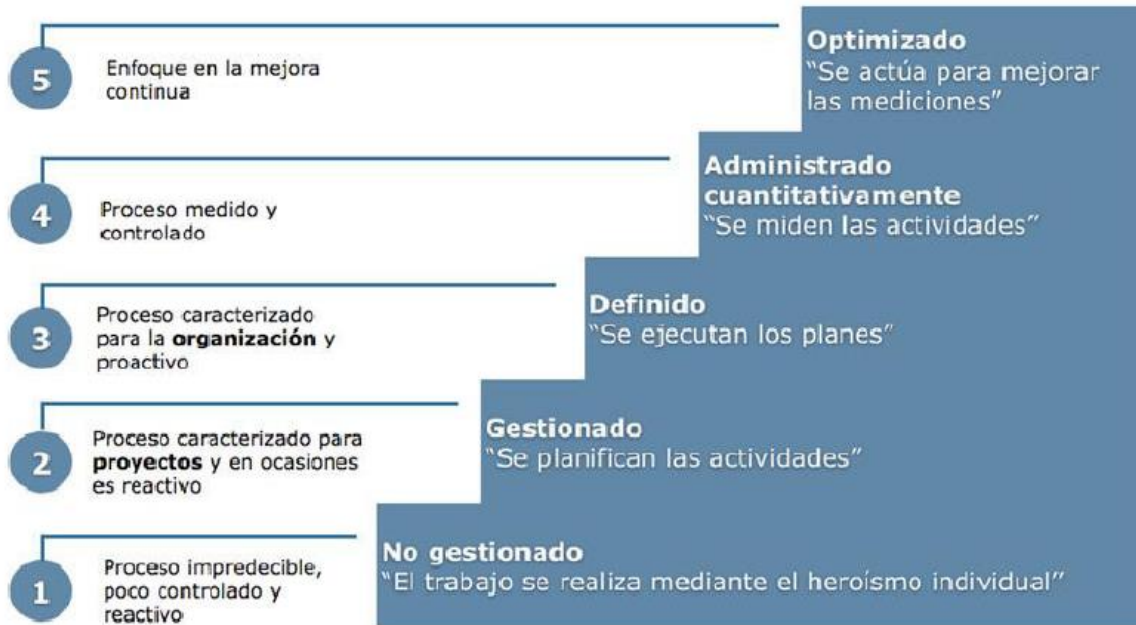 5
Enfoque en la mejora
continua
Optimizado
“Se actúa para mejorar
las mediciones”
4
Proceso medido y
controlado
Administrado
cuantitativamente
“Se miden las actividades”
3
Proceso caracterizado
para la organización y
proactivo
Definido
“Se ejecutan los planes”
2
Proceso caracterizado para
proyectos y en ocasiones
es reactivo
Gestionado
“Se planifican las actividades”
1
Proceso impredecible,
poco controlado y
reactivo
No gestionado
“El trabajo se realiza mediante el heroísmo individual”